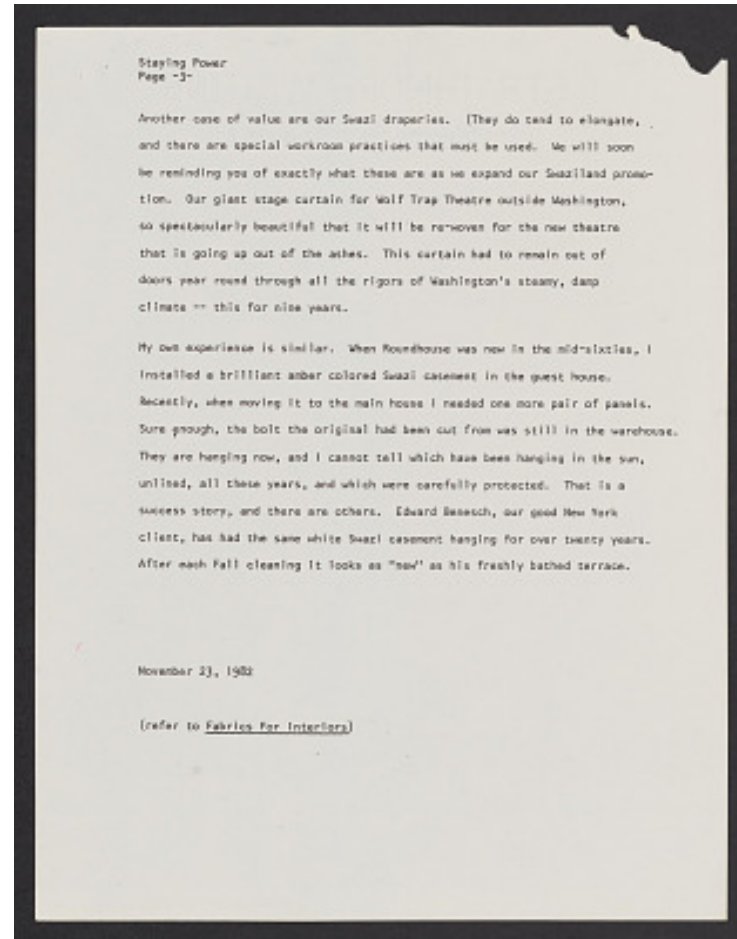 Staying Power
Page -3-
Another case of value are our Swazi draperies. (They do tend to elongate,
and there are special workroom practices that must be used. We will soon
be reminding you of exactly what these are as we expand our Swaziland promo-
tion. Our giant stage curtain for Wolf Trap Theatre outside Washington,
so spectacularly beautiful that it will be re-woven for the new theatre
that is going up out of the ashes. This curtain had to remain out of
doors year round through all the rigors of Washington's steamy, damp
climate -- this for nine years.
My own experience is similar. When Roundhouse was new in the mid-sixties, I
installed a brilliant amber colored Swazi casement in the guest house.
Recently, when moving it to the main house I needed one more pair of panels.
Sure enough, the bolt the original had been cut from was still in the warehouse.
They are hanging now, and I cannot tell which have been hanging in the sun,
unlined, all these years, and which were carefully protected. That is a
success story, and there are others. Edward Benesch, our good New York
client, has had the same white Swazi casement hanging for over twenty years.
After each Fall cleaning it looks as "new" as his freshly bathed terrace.
November 23, 1982
(refer to Fabrics For Interiors)